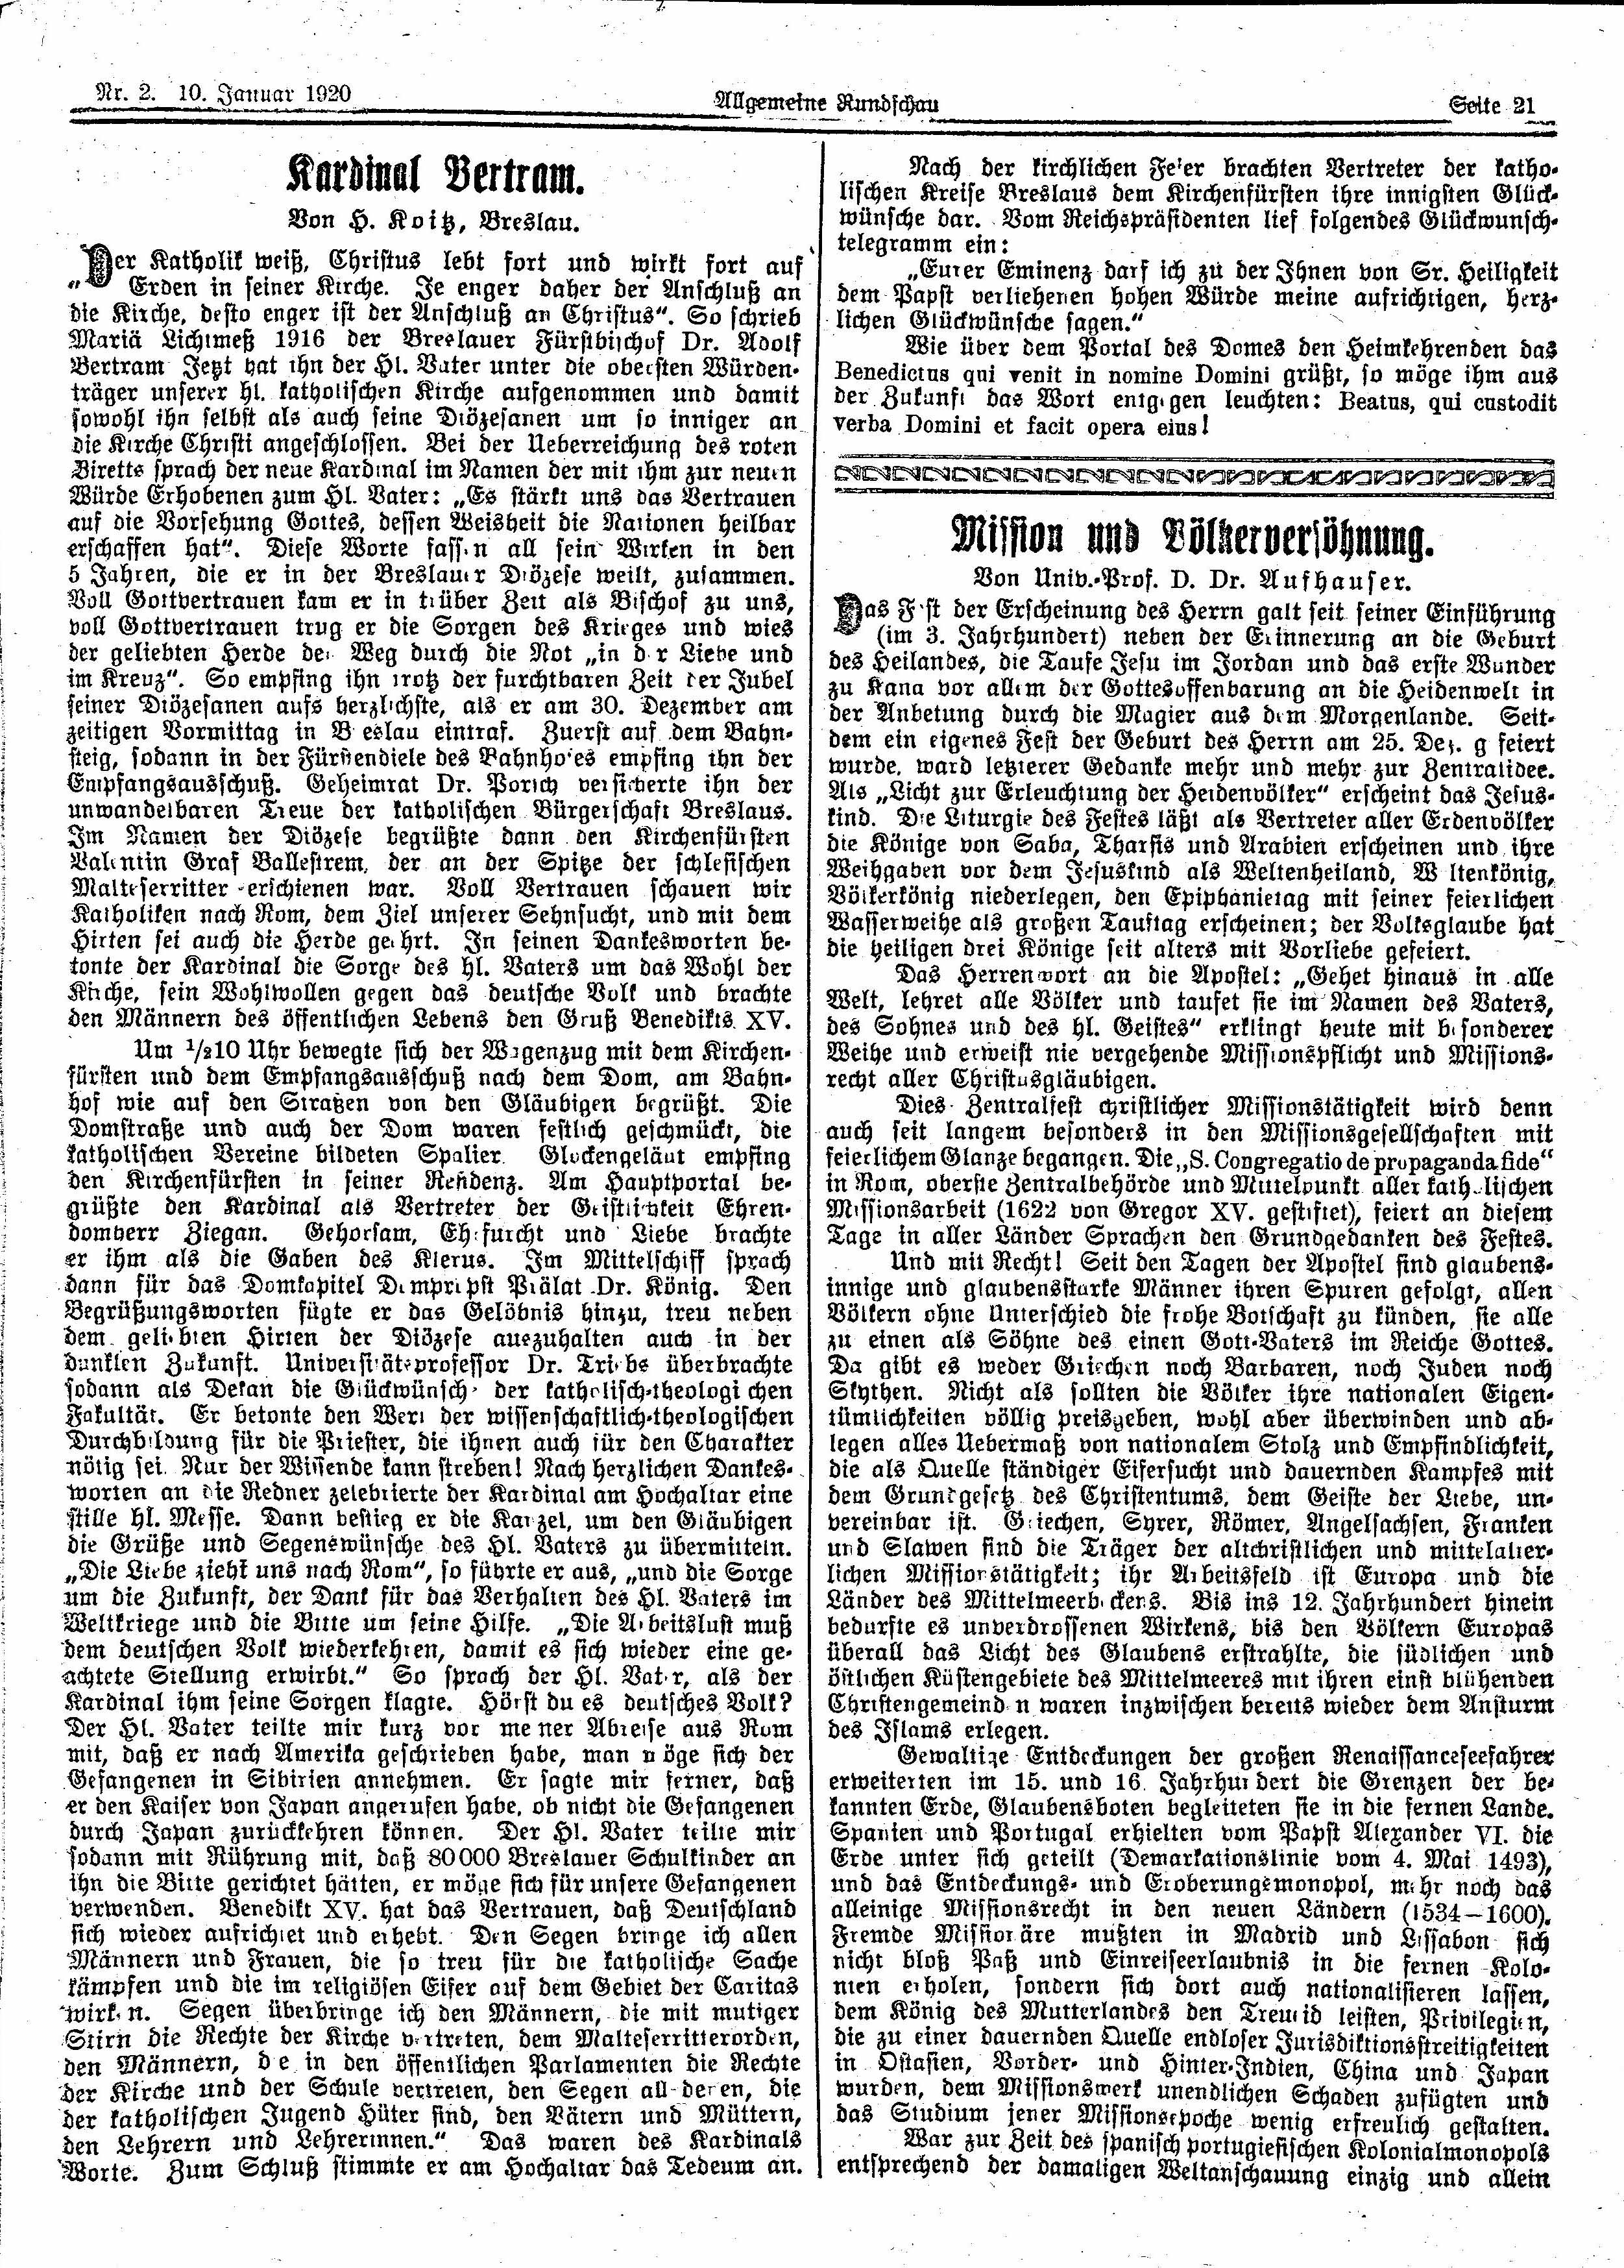 Nr. 2. 10. Januar 1920
Allgemeine Rundschau
Seite 21
Kardinal Bertram.
Von H. Koitz, Breslau.
„Der Katholik weiß, Christus lebt fort und wirkt fort auf
Erden in seiner Kirche. Je enger daher der Anschluß an
die Kirche, desto enger ist der Anschluß an Christus“. So schrieb
Mariä Lichtmeß 1916 der Breslauer Fürstbischof Dr. Adolf
Bertram Jetzt hat ihn der Hl. Vater unter die obersten Würden-
träger unserer hl. katholischen Kirche aufgenommen und damit
sowohl ihn selbst als auch seine Diözesanen um so inniger an
die Kirche Christi angeschlossen. Bei der Ueberreichung des roten
Biretts sprach der neue Kardinal im Namen der mit ihm zur neuen
Würde Erhobenen zum Hl. Vater: „Es stärkt uns das Vertrauen
auf die Vorsehung Gottes, dessen Weisheit die Nationen heilbar
erschaffen hat“. Diese Worte fassen all sein Wirken in den
5 Jahren, die er in der Breslauer Diözese weilt, zusammen.
Voll Gottvertrauen kam er in trüber Zeit als Bischof zu uns,
voll Gottvertrauen trug er die Sorgen des Krieges und wies
der geliebten Herde den Weg durch die Not „in der Liebe und
im Kreuz“. So empfing ihn trotz der furchtbaren Zeit der Jubel
seiner Diözesanen aufs herzlichste, als er am 30. Dezember am
zeitigen Vormittag in Breslau eintraf. Zuerst auf dem Bahn-
steig, sodann in der Fürstendiele des Bahnhofes empfing ihn der
Empfangsausschuß. Geheimrat Dr. Porsch versicherte ihn der
unwandelbaren Treue der katholischen Bürgerschaft Breslaus.
Im Namen der Diözese begrüßte dann den Kirchenfürsten
Valentin Graf Ballestrem, der an der Spitze der schlesischen
Malteserritter erschienen war. Voll Vertrauen schauen wir
Katholiken nach Rom, dem Ziel unserer Sehnsucht, und mit dem
Hirten sei auch die Herde geehrt. In seinen Dankesworten be-
tonte der Kardinal die Sorge des Hl. Vaters um das Wohl der
Kirche, sein Wohlwollen gegen das deutsche Volk und brachte
den Männern des öffentlichen Lebens den Gruß Benedikts XV.
Um ½10 Uhr bewegte sich der Wagenzug mit dem Kirchen-
fürsten und dem Empfangsausschuß nach dem Dom, am Bahn-
hof wie auf den Straßen von den Gläubigen begrüßt. Die
Domstraße und auch der Dom waren festlich geschmückt, die
katholischen Vereine bildeten Spalier. Glockengeläut empfing
den Kirchenfürsten in seiner Residenz. Am Hauptportal be-
grüßte den Kardinal als Vertreter der Geistlichkeit Ehren-
domherr Ziegan. Gehorsam, Ehrfurcht und Liebe brachte
er ihm als die Gaben des Klerus. Im Mittelschiff sprach
dann für das Domkapitel Dompropst Prälat Dr. König. Den
Begrüßungsworten fügte er das Gelöbnis hinzu, treu neben
dem geliebten Hirten der Diözese auszuhalten auch in der
dunklen Zukunft. Universitätsprofessor Dr. Triebs überbrachte
sodann als Dekan die Glückwünsche der katholisch-theologischen
Fakultät. Er betonte den Wert der wissenschaftlich-theologischen
Durchbildung für die Priester, die ihnen auch für den Charakter
nötig sei. Nur der Wissende kann streben! Nach herzlichen Dankes-
worten an die Redner zelebrierte der Kardinal am Hochaltar eine
stille hl. Messe. Dann bestieg er die Kanzel, um den Gläubigen
die Grüße und Segenswünsche des Hl. Vaters zu übermitteln.
„Die Liebe zieht uns nach Rom“, so führte er aus, „und die Sorge
um die Zukunft, der Dank für das Verhalten des Hl. Vaters im
Weltkriege und die Bitte um seine Hilfe. „Die Arbeitslust muß
dem deutschen Volk wiederkehren, damit es sich wieder eine ge-
achtete Stellung erwirbt.“ So sprach der Hl. Vater, als der
Kardinal ihm seine Sorgen klagte. Hörst du es deutsches Volk?
Der Hl. Vater teilte mir kurz vor meiner Abreise aus Rom
mit, daß er nach Amerika geschrieben habe, man möge sich der
Gefangenen in Sibirien annehmen. Er sagte mir ferner, daß
er den Kaiser von Japan angerufen habe, ob nicht die Gefangenen
durch Japan zurückkehren können. Der Hl. Vater teilte mir
sodann mit Rührung mit, daß 80000 Breslauer Schulkinder an
ihn die Bitte gerichtet hätten, er möge sich für unsere Gefangenen
verwenden. Benedikt XV. hat das Vertrauen, daß Deutschland
sich wieder aufrichtet und erhebt. Den Segen bringe ich allen
Männern und Frauen, die so treu für die katholische Sache
kämpfen und die im religiösen Eifer auf dem Gebiet der Caritas
wirken. Segen überbringe ich den Männern, die mit mutiger
Stirn die Rechte der Kirche vertreten, dem Malteserritterorden,
den Männern, die in den öffentlichen Parlamenten die Rechte
der Kirche und der Schule vertreten, den Segen all deren, die
der katholischen Jugend Hüter sind, den Vätern und Müttern,
den Lehrern und Lehrerinnen.“ Das waren des Kardinals
Worte. Zum Schluß stimmte er am Hochaltar das Tedeum an.
Nach der kirchlichen Feier brachten Vertreter der katho-
lischen Kreise Breslaus dem Kirchenfürsten ihre innigsten Glück-
wünsche dar. Vom Reichspräsidenten lief folgendes Glückwunsch-
telegramm ein:
„Eurer Eminenz darf ich zu der Ihnen von Sr. Heiligkeit
dem Papst verliehenen hohen Würde meine aufrichtigen, herz-
lichen Glückwünsche sagen.“
Wie über dem Portal des Domes den Heimkehrenden das
Benedictus qui venit in nomine Domini grüßt, so möge ihm aus
der Zukunft das Wort entgegen leuchten: Beatus, qui custodit
verba Domini et facit opera eius!
Mission und Völkerversöhnung.
Von Univ.-Prof. D. Dr. Aufhauser.
Das Fest der Erscheinung des Herrn galt seit seiner Einführung
(im 3. Jahrhundert) neben der Erinnerung an die Geburt
des Heilandes, die Taufe Jesu im Jordan und das erste Wunder
zu Kana vor allem der Gottesoffenbarung an die Heidenwelt in
der Anbetung durch die Magier aus dem Morgenlande. Seit-
dem ein eigenes Fest der Geburt des Herrn am 25. Dez. gefeiert
wurde, ward letzterer Gedanke mehr und mehr zur Zentralidee.
Als „Licht zur Erleuchtung der Heidenvölker“ erscheint das Jesus-
kind. Die Liturgie des Festes läßt als Vertreter aller Erdenvölker
die Könige von Saba, Tharsis und Arabien erscheinen und ihre
Weihgaben vor dem Jesuskind als Weltenheiland, Weltenkönig,
Völkerkönig niederlegen, den Epiphanietag mit seiner feierlichen
Wasserweihe als großen Tauftag erscheinen; der Volksglaube hat
die heiligen drei Könige seit alters mit Vorliebe gefeiert.
Das Herrenwort an die Apostel: „Gehet hinaus in alle
Welt, lehret alle Völker und taufet sie im Namen des Vaters,
des Sohnes und des hl. Geistes“ erklingt heute mit besonderer
Weihe und erweist nie vergehende Missionspflicht und Missions-
recht aller Christusgläubigen.
Dies Zentralfest christlicher Missionstätigkeit wird denn
auch seit langem besonders in den Missionsgesellschaften mit
feierlichem Glanze begangen. Die „S. Congregatio de propaganda fide“
in Rom, oberste Zentralbehörde und Mittelpunkt aller katholischen
Missionsarbeit (1622 von Gregor XV. gestiftet), feiert an diesem
Tage in aller Länder Sprachen den Grundgedanken des Festes.
Und mit Recht! Seit den Tagen der Apostel sind glaubens-
innige und glaubensstarke Männer ihren Spuren gefolgt, allen
Völkern ohne Unterschied die frohe Botschaft zu künden, sie alle
zu einen als Söhne des einen Gott-Vaters im Reiche Gottes.
Da gibt es weder Griechen noch Barbaren, noch Juden noch
Skythen. Nicht als sollten die Völker ihre nationalen Eigen-
tümlichkeiten völlig preisgeben, wohl aber überwinden und ab-
legen alles Uebermaß von nationalem Stolz und Empfindlichkeit,
die als Quelle ständiger Eifersucht und dauernden Kampfes mit
dem Grundgesetz des Christentums, dem Geiste der Liebe, un-
vereinbar ist. Griechen, Syrer, Römer, Angelsachsen, Franken
und Slawen sind die Träger der altchristlichen und mittelalter-
lichen Missionstätigkeit; ihr Arbeitsfeld ist Europa und die
Länder des Mittelmeerbeckens. Bis ins 12. Jahrhundert hinein
bedurfte es unverdrossenen Wirkens, bis den Völkern Europas
überall das Licht des Glaubens erstrahlte, die südlichen und
östlichen Küstengebiete des Mittelmeeres mit ihren einst blühenden
Christengemeinden waren inzwischen bereits wieder dem Ansturm
des Islams erlegen.
Gewaltige Entdeckungen der großen Renaissanceseefahrer
erweiterten im 15. und 16. Jahrhundert die Grenzen der be-
kannten Erde, Glaubensboten begleiteten sie in die fernen Lande.
Spanien und Portugal erhielten vom Papst Alexander VI. die
Erde unter sich geteilt (Demarkationslinie vom 4. Mai 1493),
und das Entdeckungs- und Eroberungsmonopol, mehr noch das
alleinige Missionsrecht in den neuen Ländern (1534—1600).
Fremde Missionäre mußten in Madrid und Lissabon sich
nicht bloß Paß und Einreiseerlaubnis in die fernen Kolo-
nien erholen, sondern sich dort auch nationalisieren lassen,
dem König des Mutterlandes den Treueid leisten, Privilegien,
die zu einer dauernden Quelle endloser Jurisdiktionsstreitigkeiten
in Ostasien, Vorder- und Hinter-Indien, China und Japan
wurden, dem Missionswerk unendlichen Schaden zufügten und
das Studium jener Missionsepoche wenig erfreulich gestalten.
War zur Zeit des spanisch portugiesischen Kolonialmonopols
entsprechend der damaligen Weltanschauung einzig und allein